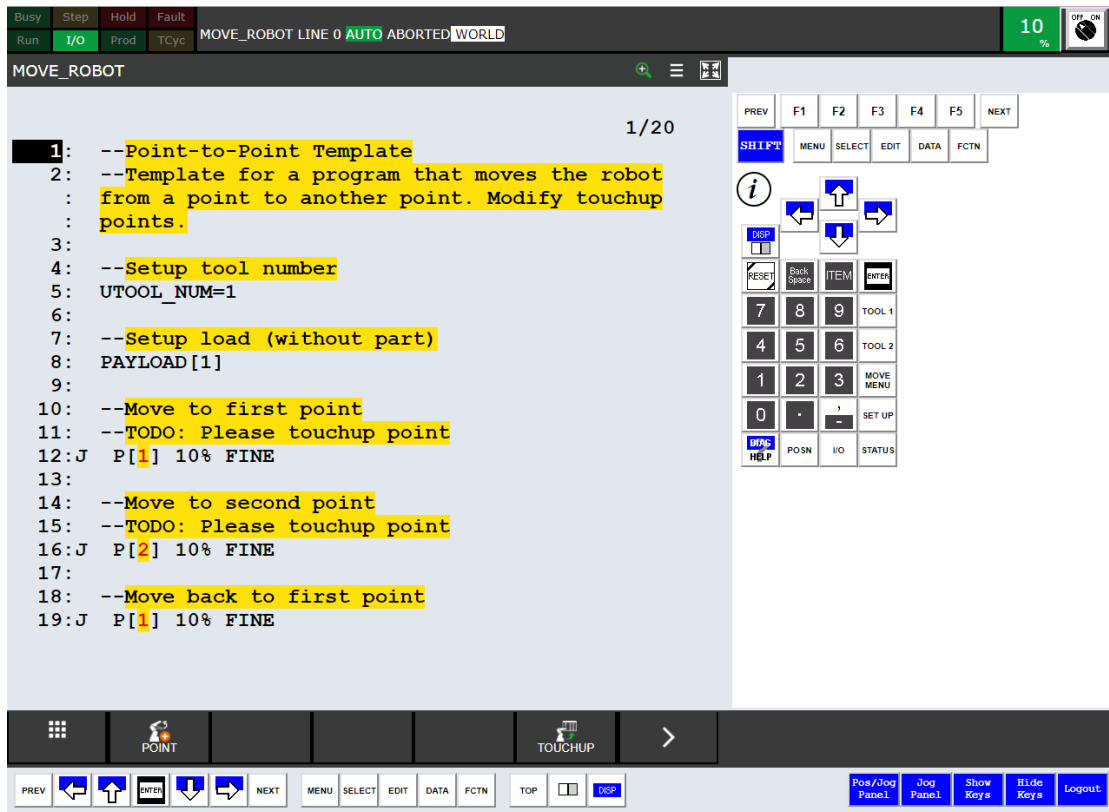 Busy Step Hold Fault
Run I/O Prod TCyc
MOVE_ROBOT LINE 0 AUTO ABORTED WORLD
10
%
OFF ON
MOVE_ROBOT
1/20
1: --Point-to-Point Template
2: --Template for a program that moves the robot
: from a point to another point. Modify touchup
: points.
3:
4: --Setup tool number
5: UTOOL_NUM=1
6:
7: --Setup load (without part)
8: PAYLOAD[1]
9:
10: --Move to first point
11: --TODO: Please touchup point
12:J P[1] 10% FINE
13:
14: --Move to second point
15: --TODO: Please touchup point
16:J P[2] 10% FINE
17:
18: --Move back to first point
19:J P[1] 10% FINE
POINT
TOUCHUP
>
PREV F1 F2 F3 F4 F5 NEXT
SHIFT MENU SELECT EDIT DATA FCTN
i
DISP
RESET Back Space ITEM ENTER
7 8 9 TOOL 1
4 5 6 TOOL 2
1 2 3 MOVE MENU
0 . , - SET UP
DIAG HELP POSN I/O STATUS
PREV ENTER NEXT MENU SELECT EDIT DATA FCTN TOP DISP
Pos/Jog Panel Jog Panel Show Keys Hide Keys Logout